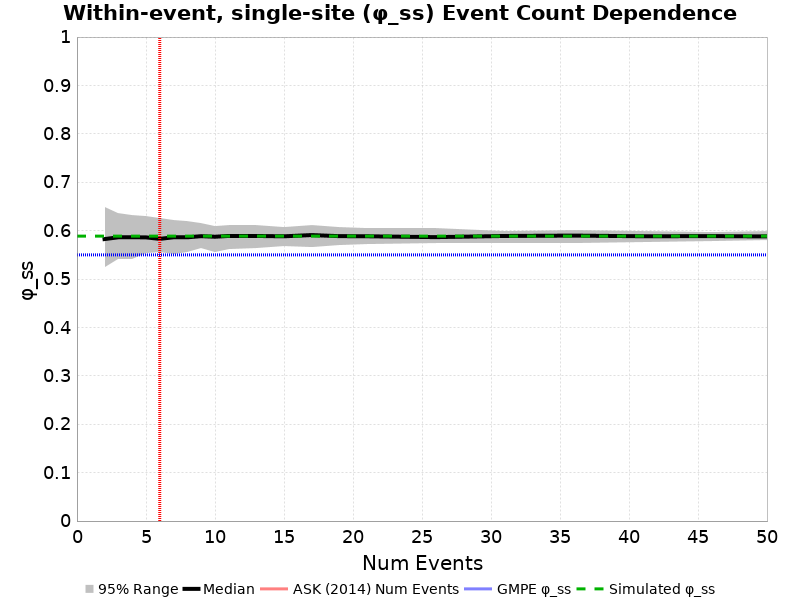 Within-event, single-site (φ_ss) Event Count Dependence
1
0.9
0.8
0.7
0.6
0.5
0.4
0.3
0.2
0.1
0
φ_ss
0 5 10 15 20 25 30 35 40 45 50
Num Events
95% Range Median ASK (2014) Num Events GMPE φ_ss Simulated φ_ss